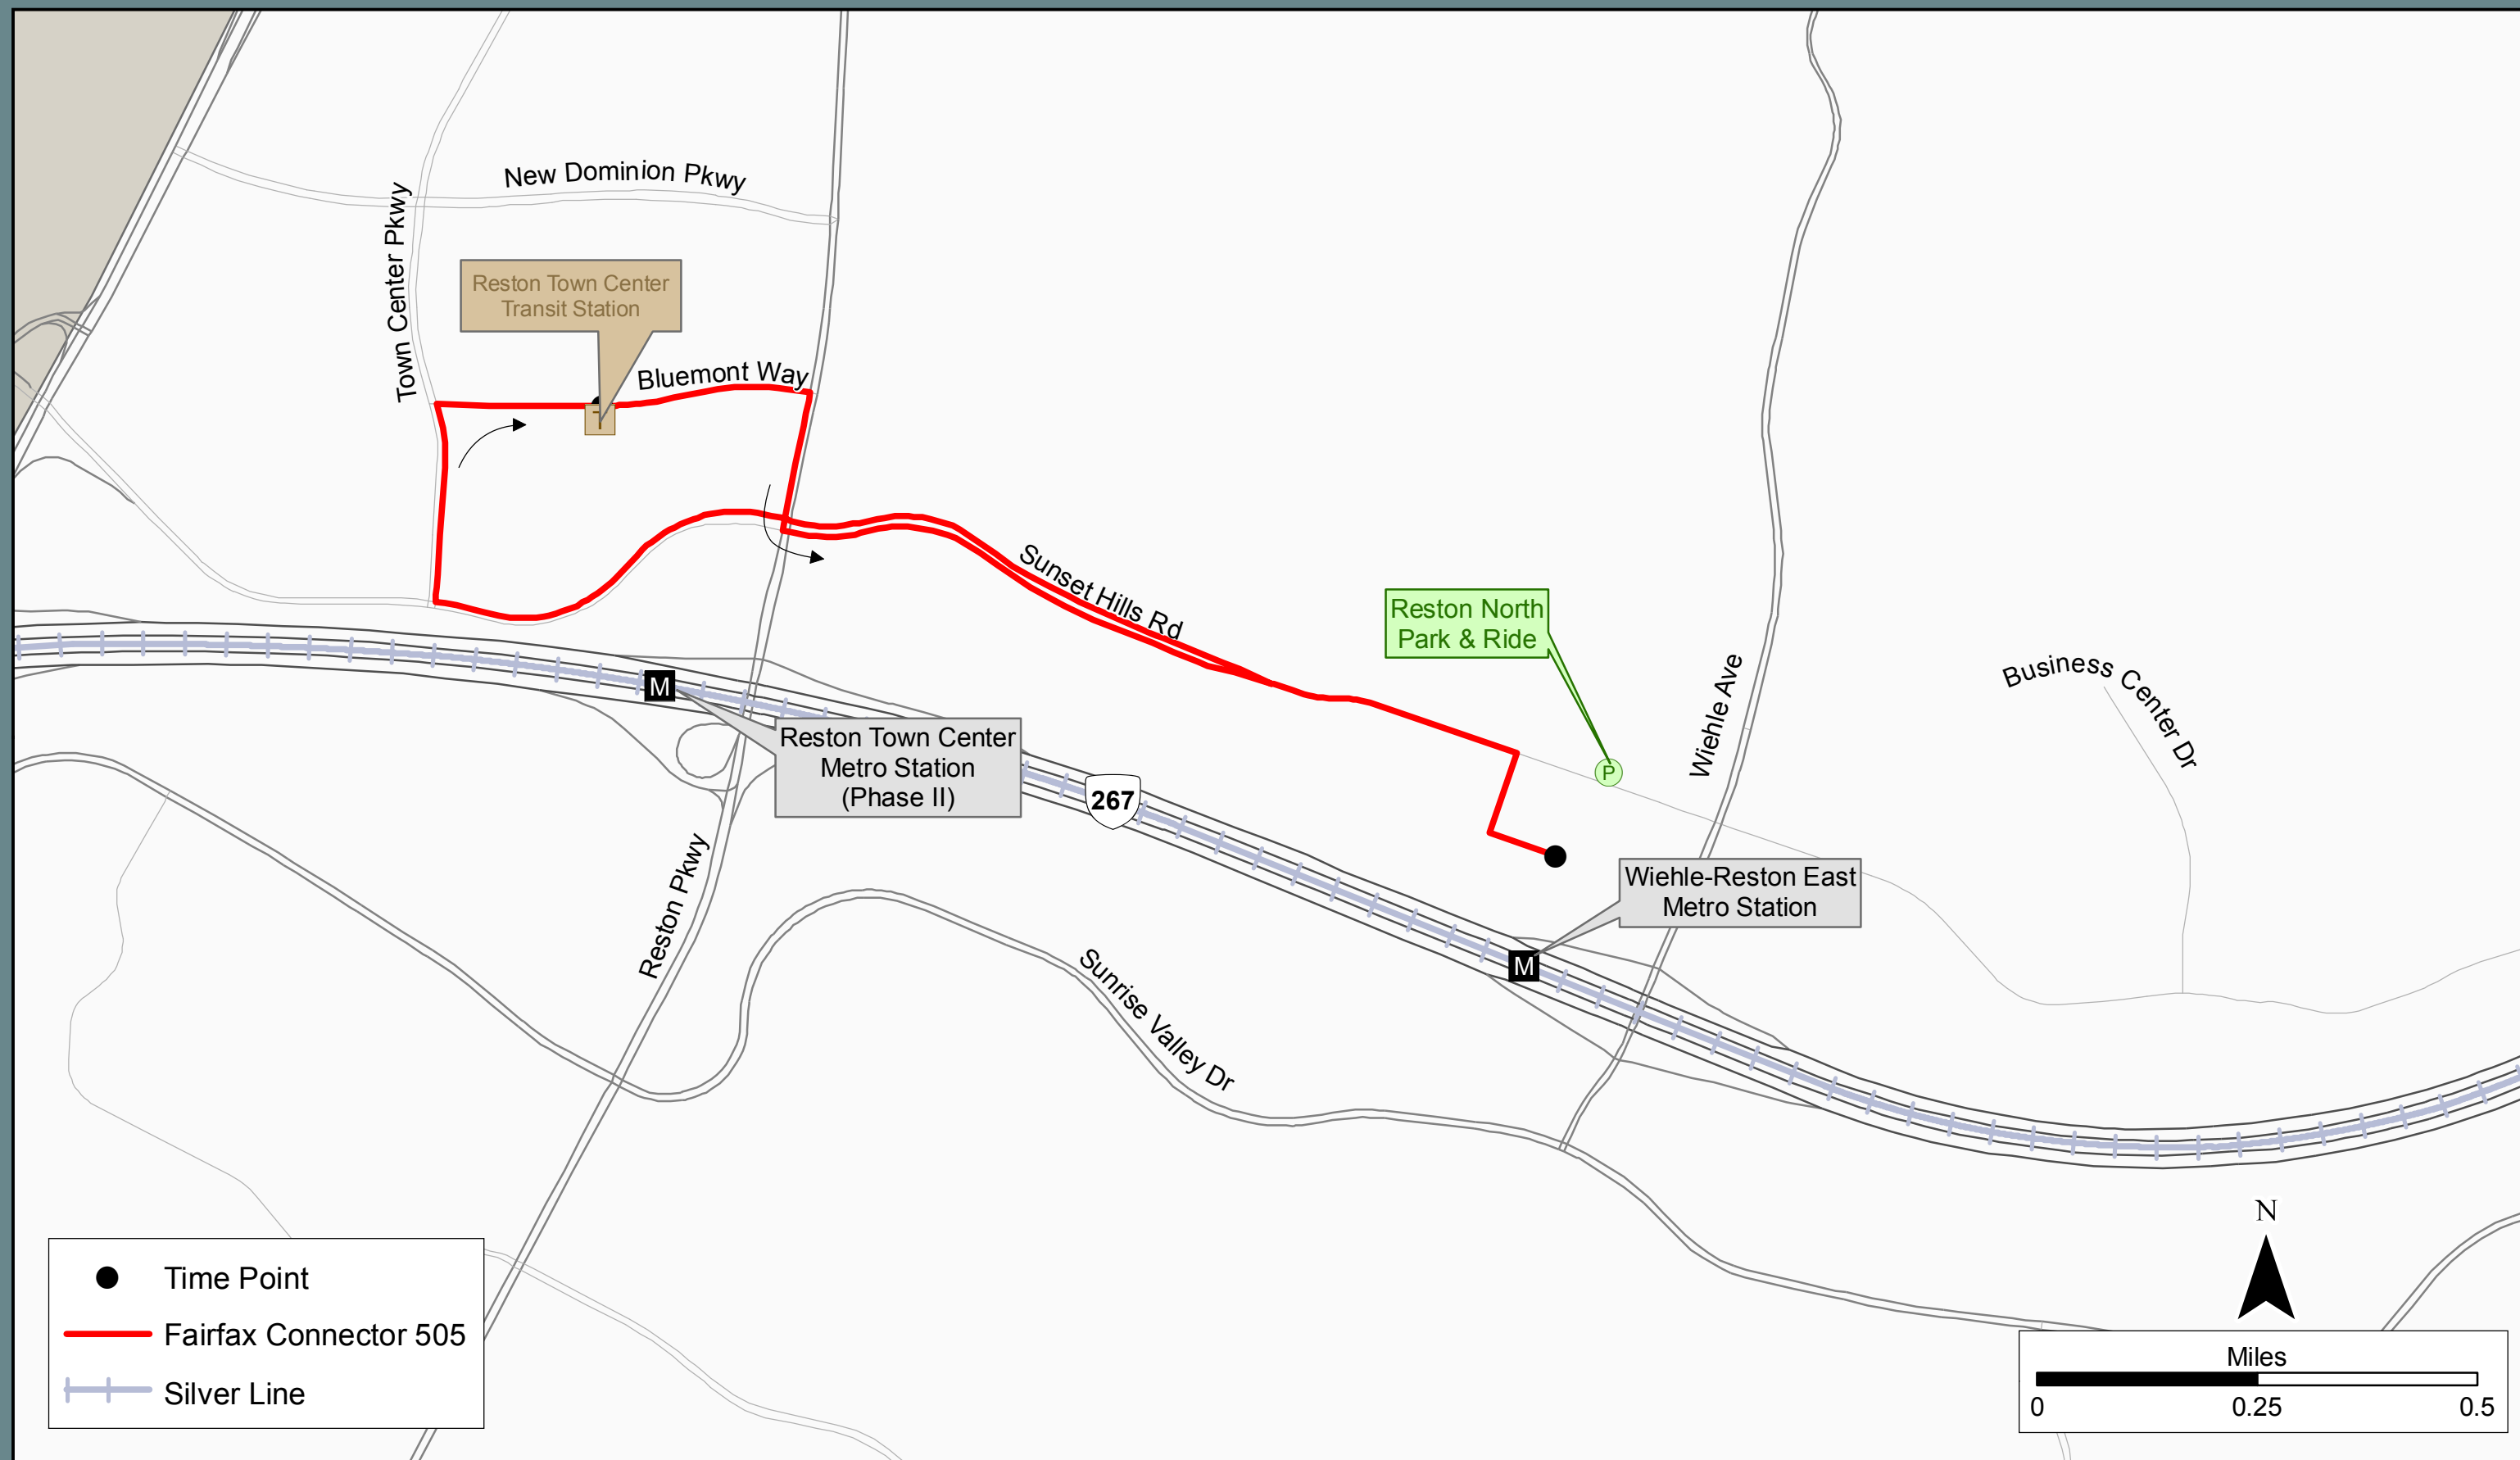 New Dominion Pkwy
Town Center Pkwy
Reston Town Center
Transit Station
Bluemont Way
T
Sunset Hills Rd
Reston North
Park & Ride
P
Wiehle Ave
Business Center Dr
M
Reston Town Center
Metro Station
(Phase II)
267
Reston Pkwy
Wiehle-Reston East
Metro Station
M
Sunrise Valley Dr
N
Time Point
Fairfax Connector 505
Silver Line
Miles
0 0.25 0.5